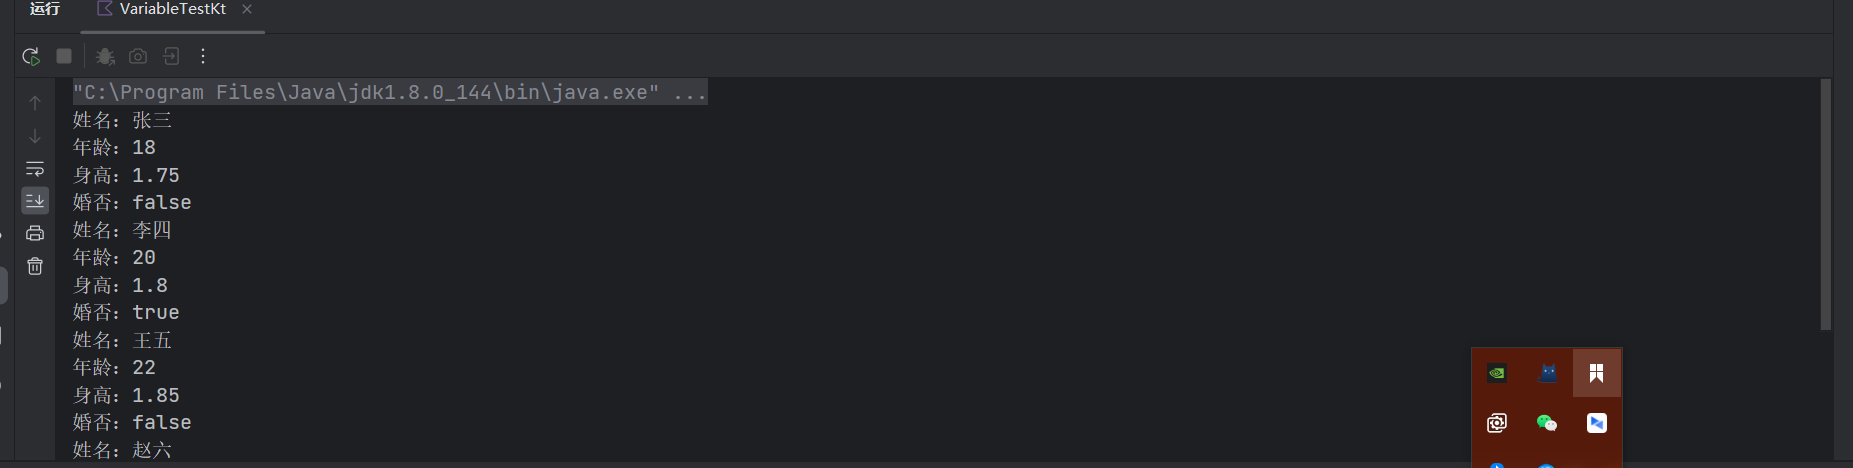 运行 VariableTestKt
"C:\Program Files\Java\jdk1.8.0_144\bin\java.exe" ...
姓名：张三
年龄：18
身高：1.75
婚否：false
姓名：李四
年龄：20
身高：1.8
婚否：true
姓名：王五
年龄：22
身高：1.85
婚否：false
姓名：赵六